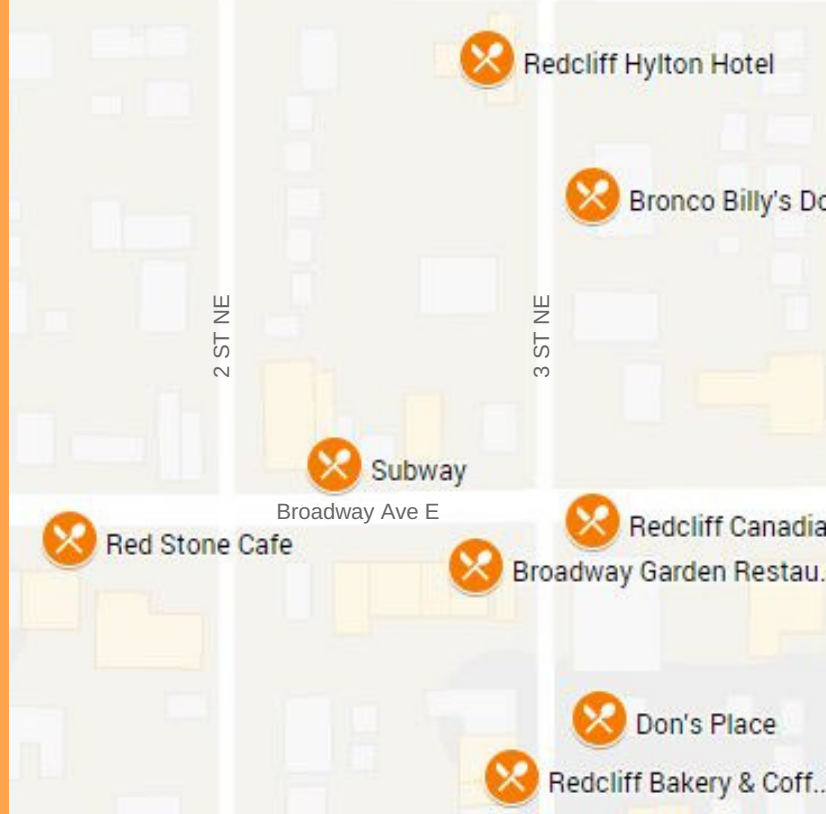 Redcliff Hylton Hotel
Bronco Billy's Do
2 ST NE
3 ST NE
Subway
Broadway Ave E
Redcliff Canadia
Red Stone Cafe
Broadway Garden Restau.
Don's Place
Redcliff Bakery & Coff..